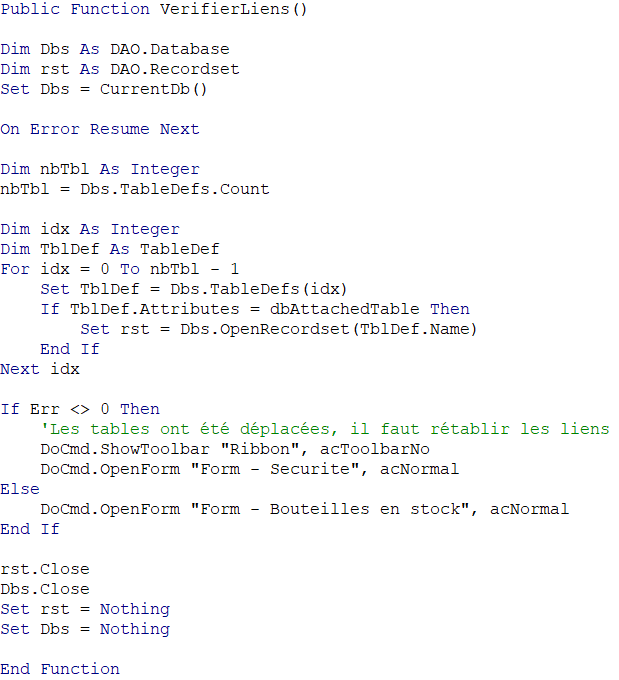 Public Function VerifierLiens()

Dim Dbs As DAO.Database
Dim rst As DAO.Recordset
Set Dbs = CurrentDb()

On Error Resume Next

Dim nbTbl As Integer
nbTbl = Dbs.TableDefs.Count

Dim idx As Integer
Dim TblDef As TableDef
For idx = 0 To nbTbl - 1
    Set TblDef = Dbs.TableDefs(idx)
    If TblDef.Attributes = dbAttachedTable Then
        Set rst = Dbs.OpenRecordset(TblDef.Name)
    End If
Next idx

If Err <> 0 Then
    'Les tables ont été déplacées, il faut rétablir les liens
    DoCmd.ShowToolbar "Ribbon", acToolbarNo
    DoCmd.OpenForm "Form - Securite", acNormal
Else
    DoCmd.OpenForm "Form - Bouteilles en stock", acNormal
End If

rst.Close
Dbs.Close
Set rst = Nothing
Set Dbs = Nothing

End Function